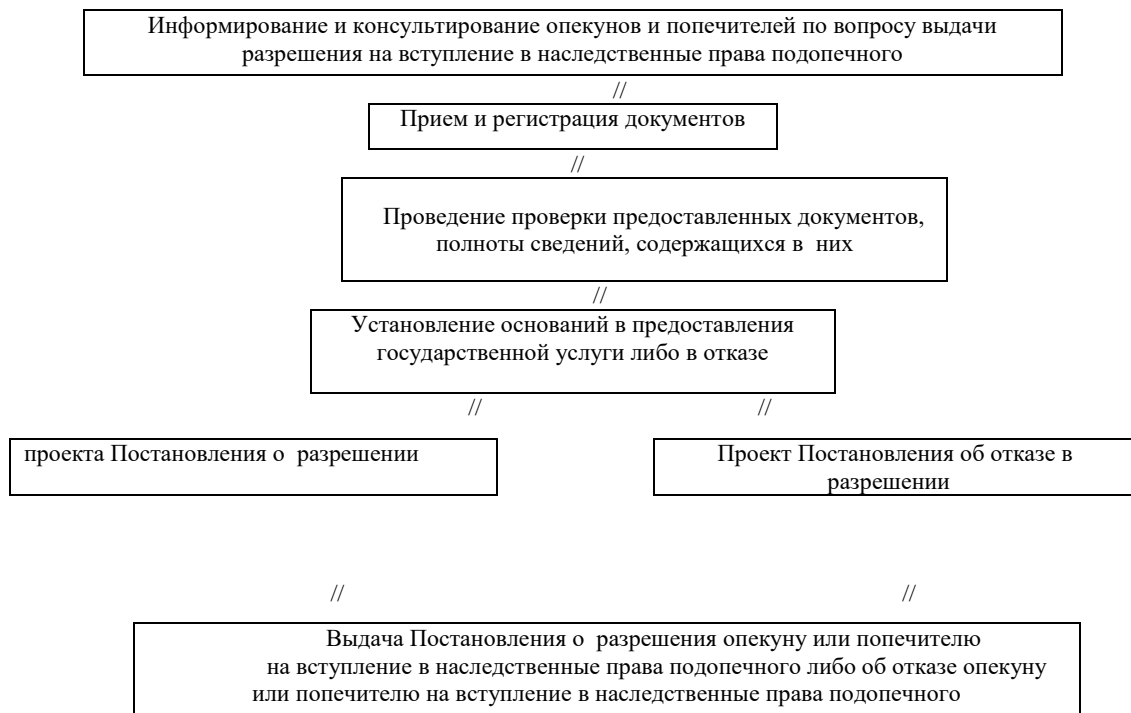 Информирование и консультирование опекунов и попечителей по вопросу выдачи
разрешения на вступление в наследственные права подопечного
//
Прием и регистрация документов
//
Проведение проверки предоставленных документов,
полноты сведений, содержащихся в них
//
Установление оснований в предоставления
государственной услуги либо в отказе
// //
проекта Постановления о разрешении
Проект Постановления об отказе в
разрешении
// //
Выдача Постановления о разрешения опекуну или попечителю
на вступление в наследственные права подопечного либо об отказе опекуну
или попечителю на вступление в наследственные права подопечного